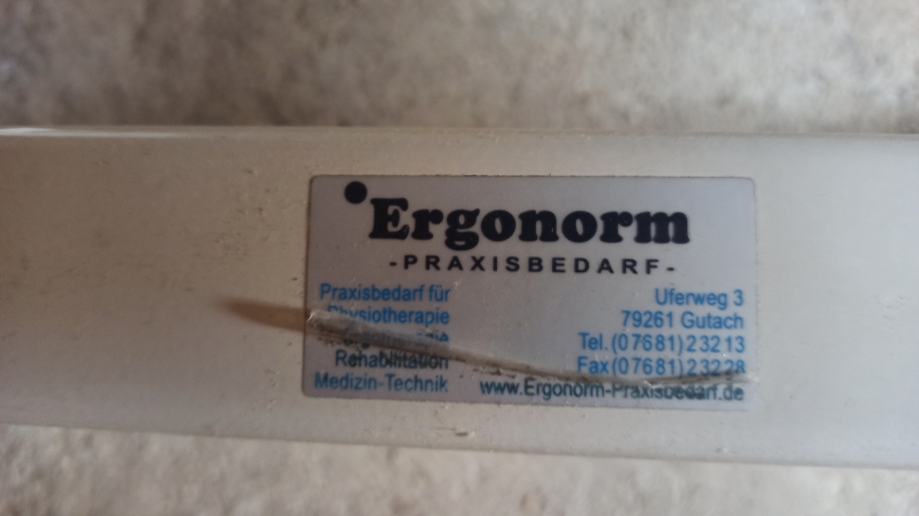 Ergonorm
-PRAXISBEDARF-
Praxisbedarf für
Physiotherapie
Rehabilitation
Medizin-Technik
Uferweg 3
79261 Gutach
Tel. (07681) 23213
Fax (07681) 23228
www.Ergonorm-Praxisbedarf.de